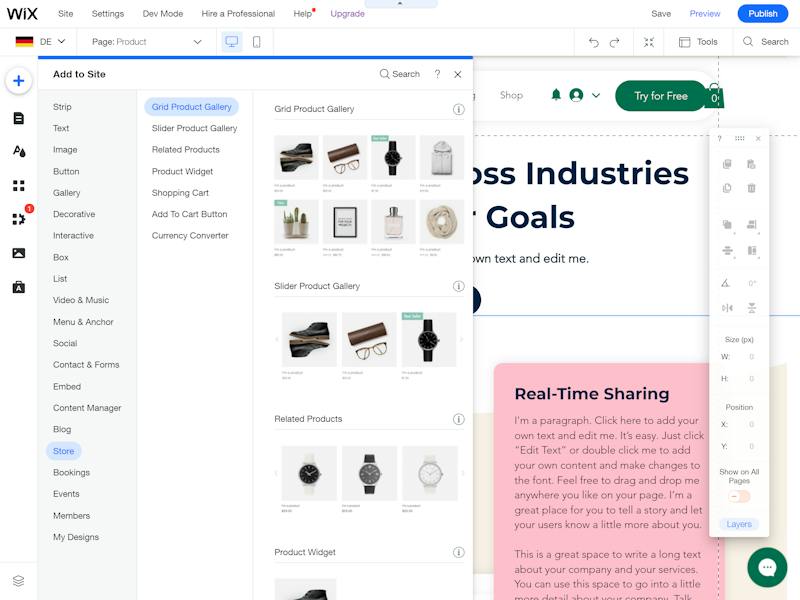 WiX
Site
Settings
Dev Mode
Hire a Professional
Help
Upgrade
Save
Preview
Publish
DE
Page: Product
Tools
Search
Add to Site
Search
?
Strip
Text
Image
Button
Gallery
Decorative
Interactive
Box
List
Video & Music
Menu & Anchor
Social
Contact & Forms
Embed
Content Manager
Blog
Store
Bookings
Events
Members
My Designs
1
Grid Product Gallery
Slider Product Gallery
Related Products
Product Widget
Shopping Cart
Add To Cart Button
Currency Converter
Grid Product Gallery
Slider Product Gallery
Related Products
Product Widget
Shop
Try for Free
0
oss Industries
r Goals
own text and edit me.
Real-Time Sharing
I'm a paragraph. Click here to add your
own text and edit me. It's easy. Just click
“Edit Text” or double click me to add
your own content and make changes to
the font. Feel free to drag and drop me
anywhere you like on your page. I'm a
great place for you to tell a story and let
your users know a little more about you.
This is a great space to write a long text
about your company and your services.
You can use this space to go into a little
more detail about your company. Talk
?
0°
Size (px)
W: 0
H: 0
Position
X: 0
Y: 0
Show on All
Pages
Layers